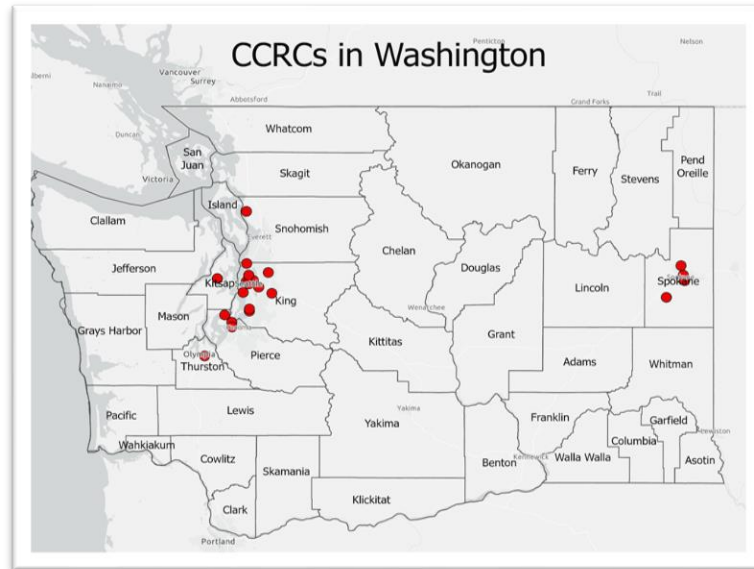 CCRCs in Washington
Penticton
Nelson
Vancouver
Surrey
Nanaimo
Abbotsford
Trail
Grand Forks
Duncan
Victoria
Whatcom
San
Juan
Skagit
Okanogan
Ferry
Stevens
Pend
Oreille
Island
Clallam
Snohomish
Chelan
Douglas
Jefferson
Kitsap
King
Lincoln
Spokane
Grays Harbor
Mason
Wenatchee
Grant
Kittitas
Olympia
Thurston
Pierce
Adams
Whitman
Pacific
Lewis
Yakima
Yakima
Franklin
Garfield
Wahkiakum
Cowlitz
Skamania
Benton
Kennewick
Walla Walla
Columbia
Lewiston
Asotin
Clark
Klickitat
Portland